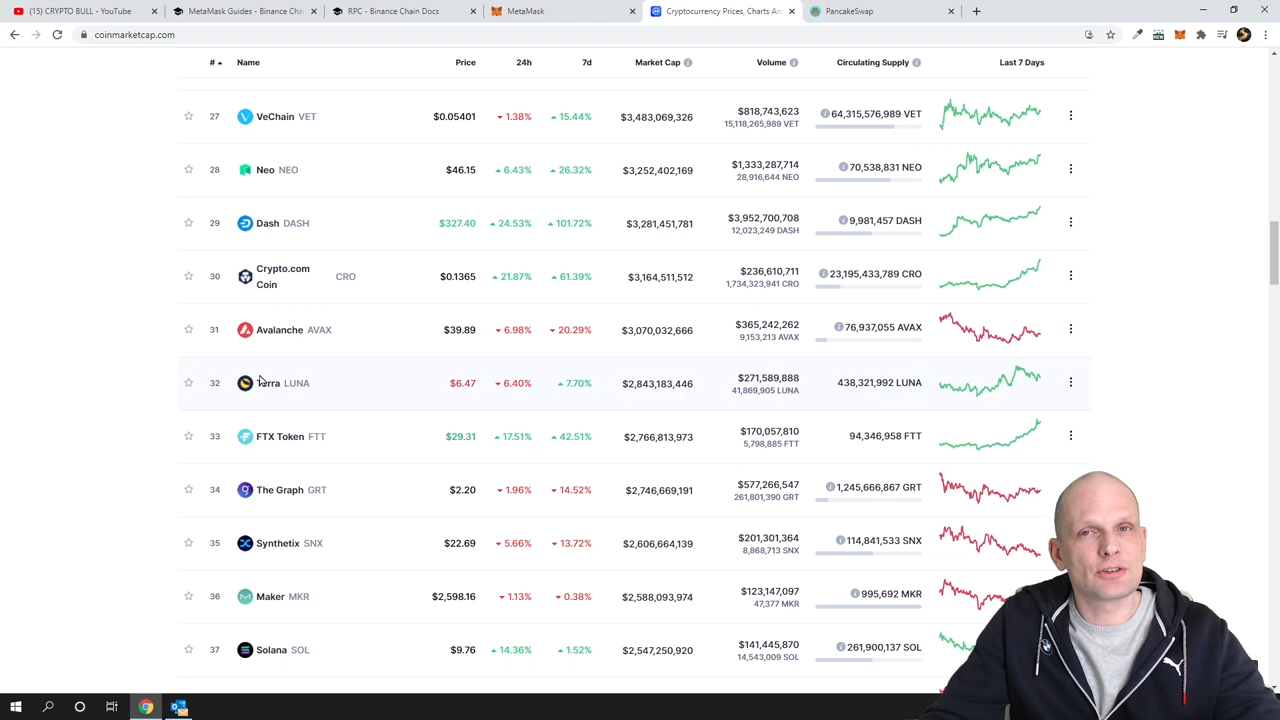 (15) CRYPTO BULL - YouTube
MetaMask Guides - Binance Cha
RPC - Binance Chain Docs
MetaMask
Cryptocurrency Prices, Charts An
PancakeSwap
coinmarketcap.com
# Name Price 24h 7d Market Cap Volume Circulating Supply Last 7 Days
27 VeChain VET $0.05401 1.38% 15.44% $3,483,069,326 $818,743,623 64,315,576,989 VET
15,118,265,989 VET
28 Neo NEO $46.15 6.43% 26.32% $3,252,402,169 $1,333,287,714 70,538,831 NEO
28,916,644 NEO
29 Dash DASH $327.40 24.53% 101.72% $3,281,451,781 $3,952,700,708 9,981,457 DASH
12,023,249 DASH
30 Crypto.com Coin CRO $0.1365 21.87% 61.39% $3,164,511,512 $236,610,711 23,195,433,789 CRO
1,734,323,941 CRO
31 Avalanche AVAX $39.89 6.98% 20.29% $3,070,032,666 $365,242,262 76,937,055 AVAX
9,153,213 AVAX
32 LUNA $6.47 6.40% 7.70% $2,843,183,446 $271,589,888 438,321,992 LUNA
41,869,905 LUNA
33 FTX Token FTT $29.31 17.51% 42.51% $2,766,813,973 $170,057,810 94,346,958 FTT
5,798,885 FTT
34 The Graph GRT $2.20 1.96% 14.52% $2,746,669,191 $577,266,547 1,245,666,867 GRT
261,801,390 GRT
35 Synthetix SNX $22.69 5.66% 13.72% $2,606,664,139 $201,301,364 114,841,533 SNX
8,868,713 SNX
36 Maker MKR $2,598.16 1.13% 0.38% $2,588,093,974 $123,147,097 995,692 MKR
47,377 MKR
37 Solana SOL $9.76 14.36% 1.52% $2,547,250,920 $141,445,870 261,900,137 SOL
14,543,009 SOL